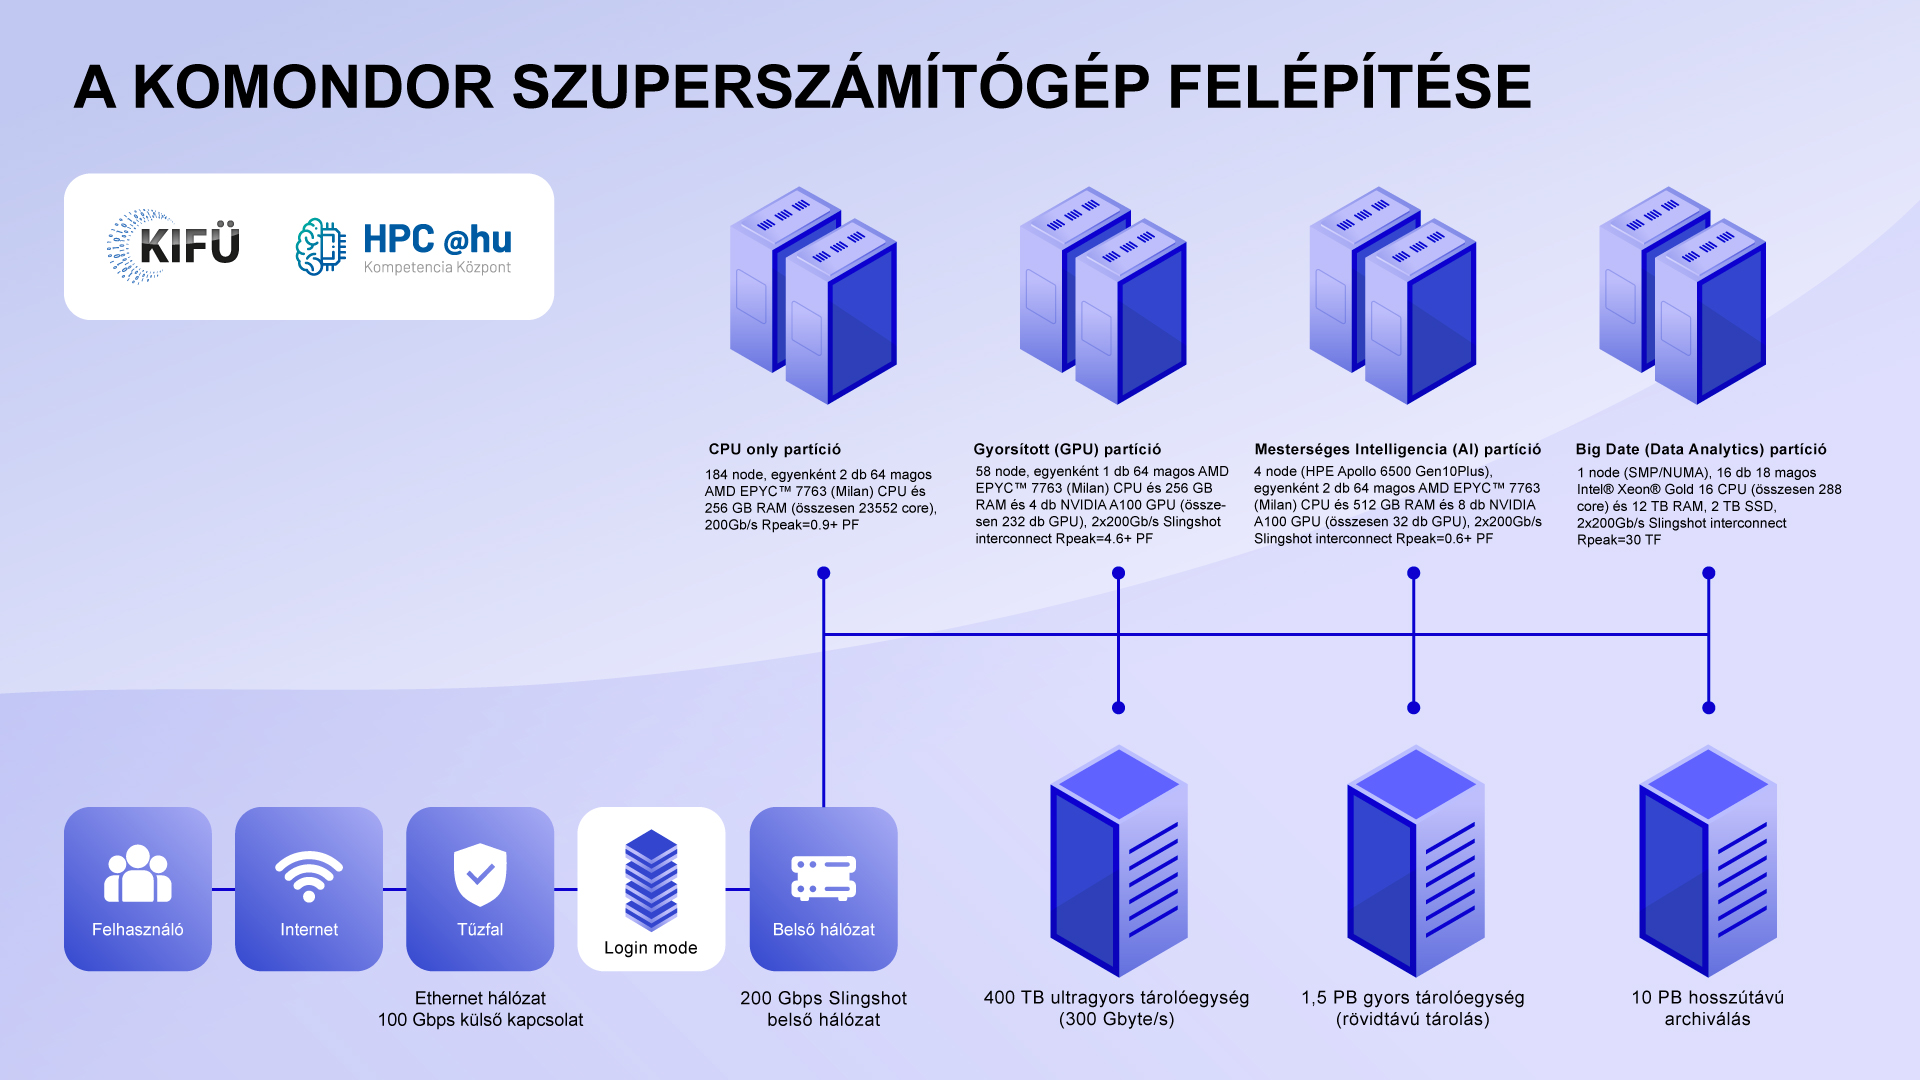 A KOMONDOR SZUPERSZÁMÍTÓGÉP FELÉPÍTÉSE
KIFÜ
HPC @hu
Kompetencia Központ
CPU only partíció
184 node, egyenként 2 db 64 magos
AMD EPYC™ 7763 (Milan) CPU és
256 GB RAM (összesen 23552 core),
200Gb/s Rpeak=0.9+ PF
Gyorsított (GPU) partíció
58 node, egyenként 1 db 64 magos AMD
EPYC™ 7763 (Milan) CPU és 256 GB
RAM és 4 db NVIDIA A100 GPU (össze-
sen 232 db GPU), 2x200Gb/s Slingshot
interconnect Rpeak=4.6+ PF
Mesterséges Intelligencia (AI) partíció
4 node (HPE Apollo 6500 Gen10Plus),
egyenként 2 db 64 magos AMD EPYC™ 7763
(Milan) CPU és 512 GB RAM és 8 db NVIDIA
A100 GPU (összesen 32 db GPU), 2x200Gb/s
Slingshot interconnect Rpeak=0.6+ PF
Big Date (Data Analytics) partíció
1 node (SMP/NUMA), 16 db 18 magos
Intel® Xeon® Gold 16 CPU (összesen 288
core) és 12 TB RAM, 2 TB SSD,
2x200Gb/s Slingshot interconnect
Rpeak=30 TF
Felhasználó
Internet
Tűzfal
Login mode
Belső hálózat
Ethernet hálózat
100 Gbps külső kapcsolat
200 Gbps Slingshot
belső hálózat
400 TB ultragyors tárolóegység
(300 Gbyte/s)
1,5 PB gyors tárolóegység
(rövidtávú tárolás)
10 PB hosszútávú
archiválás